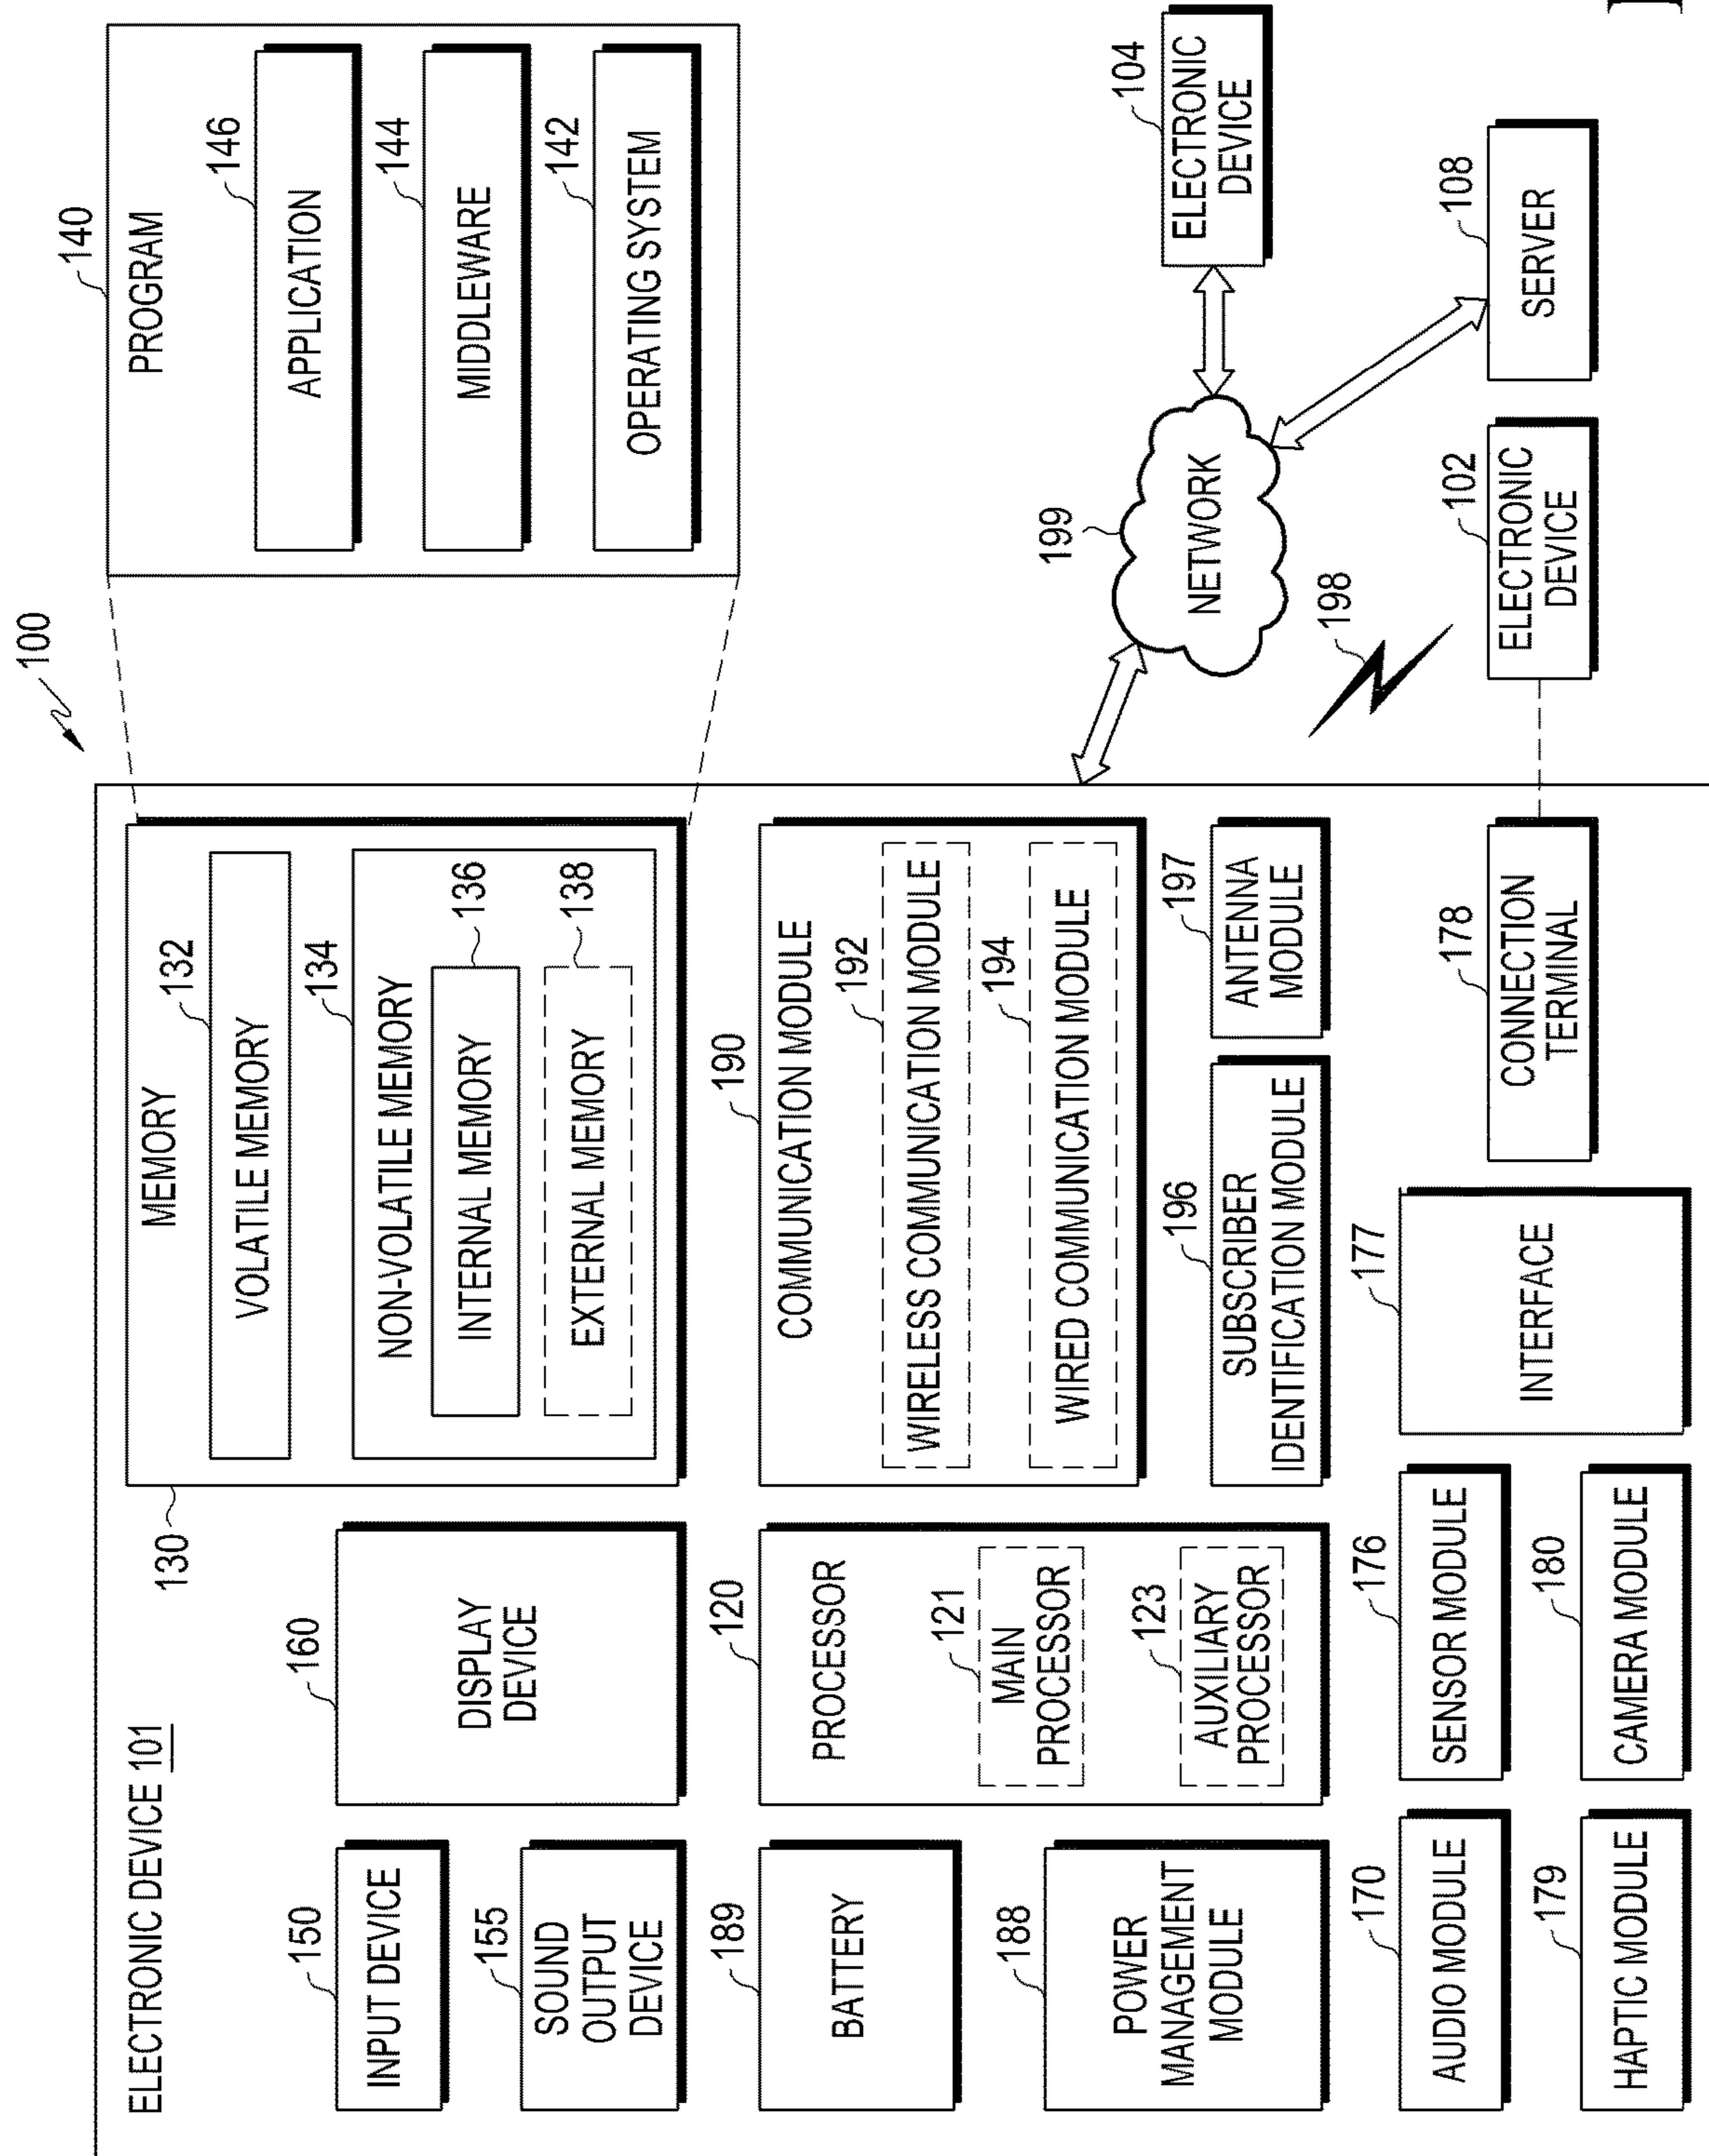 100
ELECTRONIC DEVICE 101
130
MEMORY
132
VOLATILE MEMORY
134
NON-VOLATILE MEMORY
136
INTERNAL MEMORY
138
EXTERNAL MEMORY
140
PROGRAM
146
APPLICATION
144
MIDDLEWARE
142
OPERATING SYSTEM
150
INPUT DEVICE
155
SOUND
OUTPUT
DEVICE
160
DISPLAY
DEVICE
189
BATTERY
188
POWER
MANAGEMENT
MODULE
120
PROCESSOR
121
MAIN
PROCESSOR
123
AUXILIARY
PROCESSOR
190
COMMUNICATION MODULE
192
WIRELESS COMMUNICATION MODULE
194
WIRED COMMUNICATION MODULE
196
SUBSCRIBER
IDENTIFICATION MODULE
197
ANTENNA
MODULE
199
NETWORK
104
ELECTRONIC
DEVICE
198
170
AUDIO MODULE
176
SENSOR MODULE
177
INTERFACE
178
CONNECTION
TERMINAL
102
ELECTRONIC
DEVICE
108
SERVER
179
HAPTIC MODULE
180
CAMERA MODULE